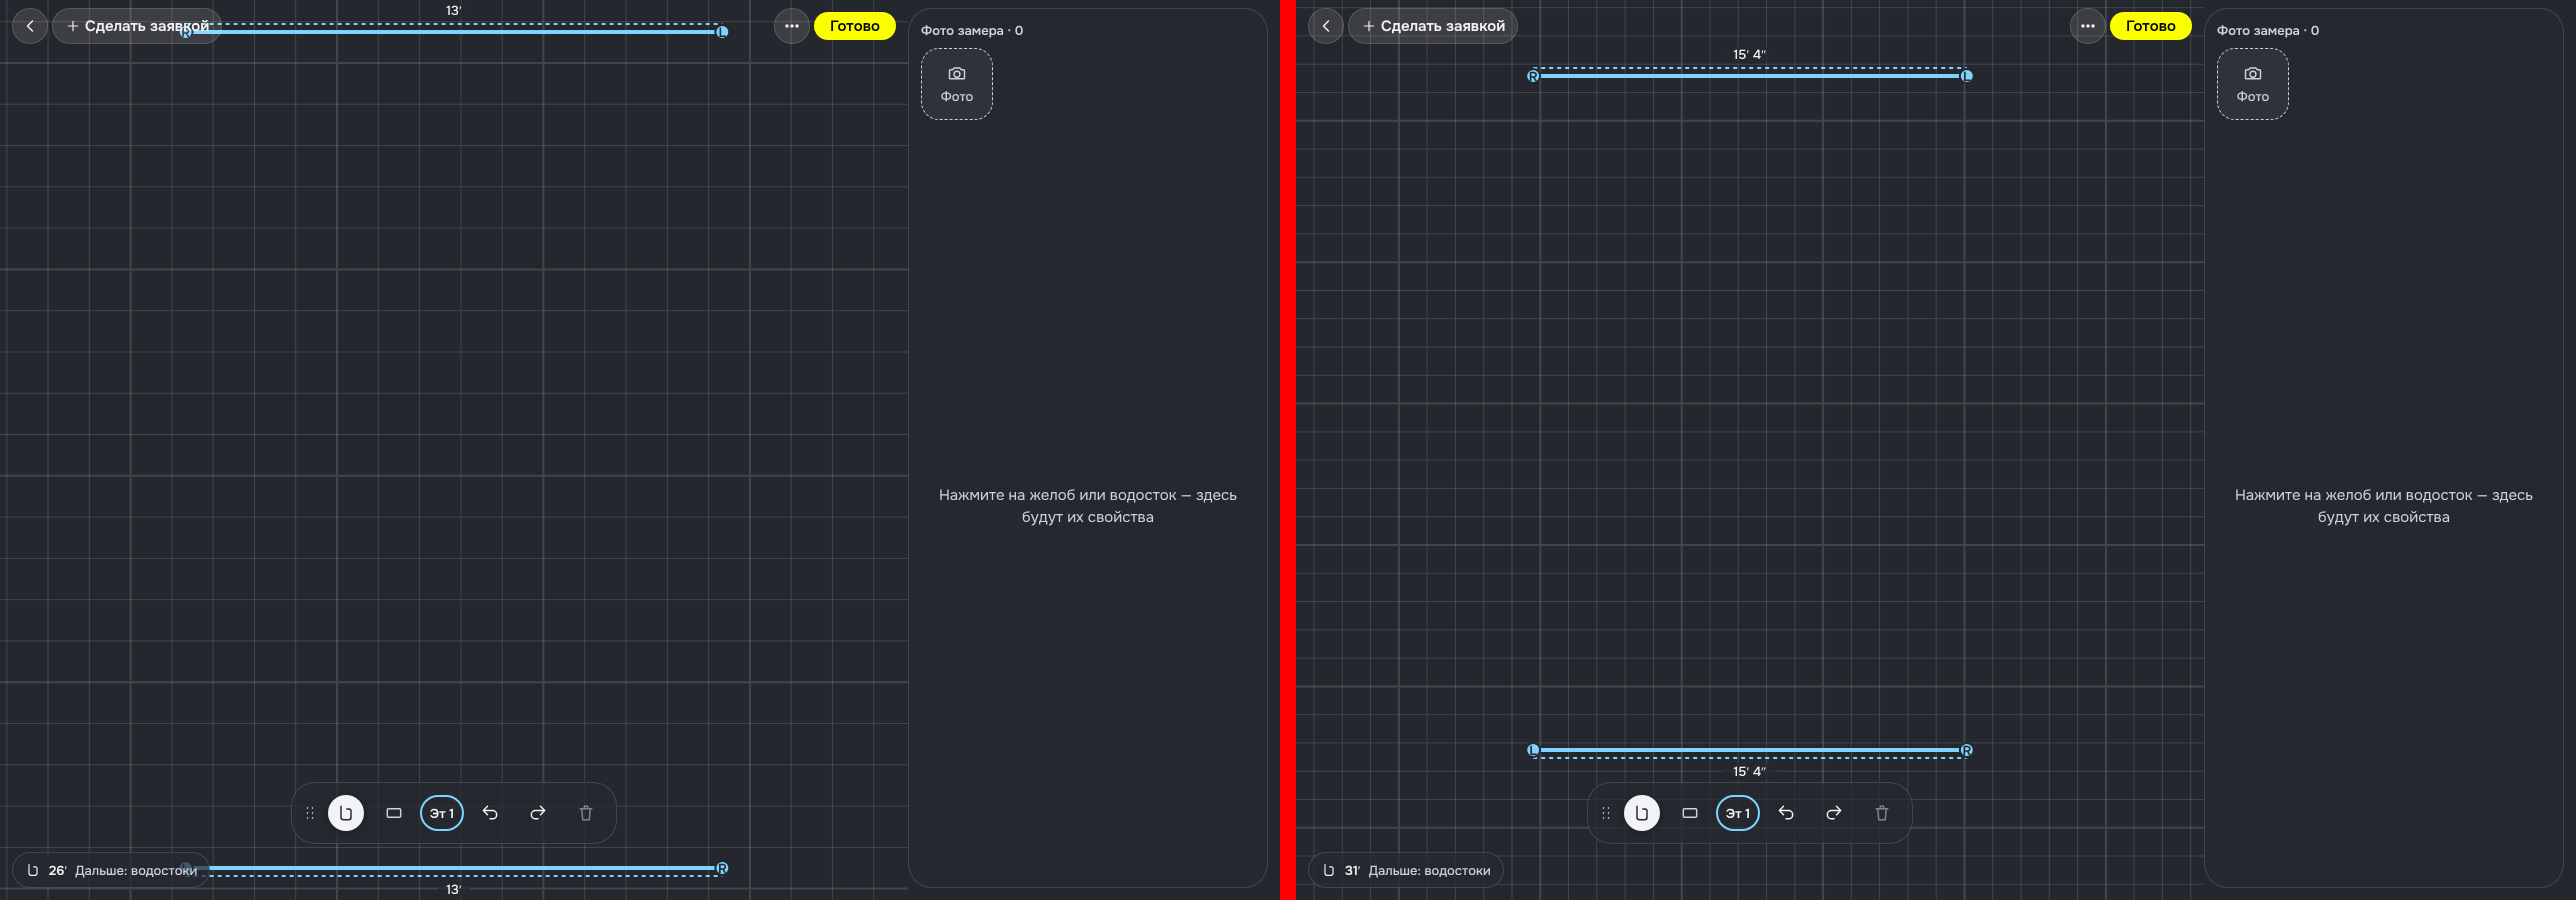 13′
+ Сделать заявкой
R
L
Готово
Фото замера · 0
Фото
Нажмите на желоб или водосток — здесь
будут их свойства
Эт 1
26′ Дальше: водостоки
R
13′
+ Сделать заявкой
Готово
15′ 4″
R
L
Фото замера · 0
Фото
Нажмите на желоб или водосток — здесь
будут их свойства
L
R
15′ 4″
Эт 1
31′ Дальше: водостоки